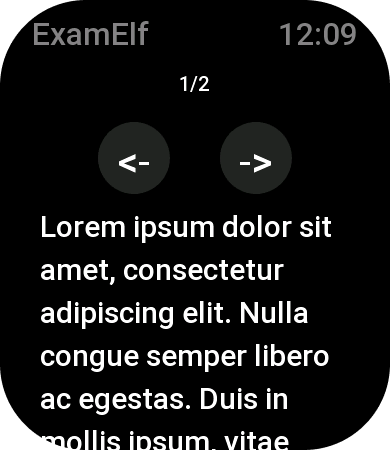 ExamElf 12:09
1/2
<- ->
Lorem ipsum dolor sit
amet, consectetur
adipiscing elit. Nulla
congue semper libero
ac egestas. Duis in
mollis ipsum, vitae